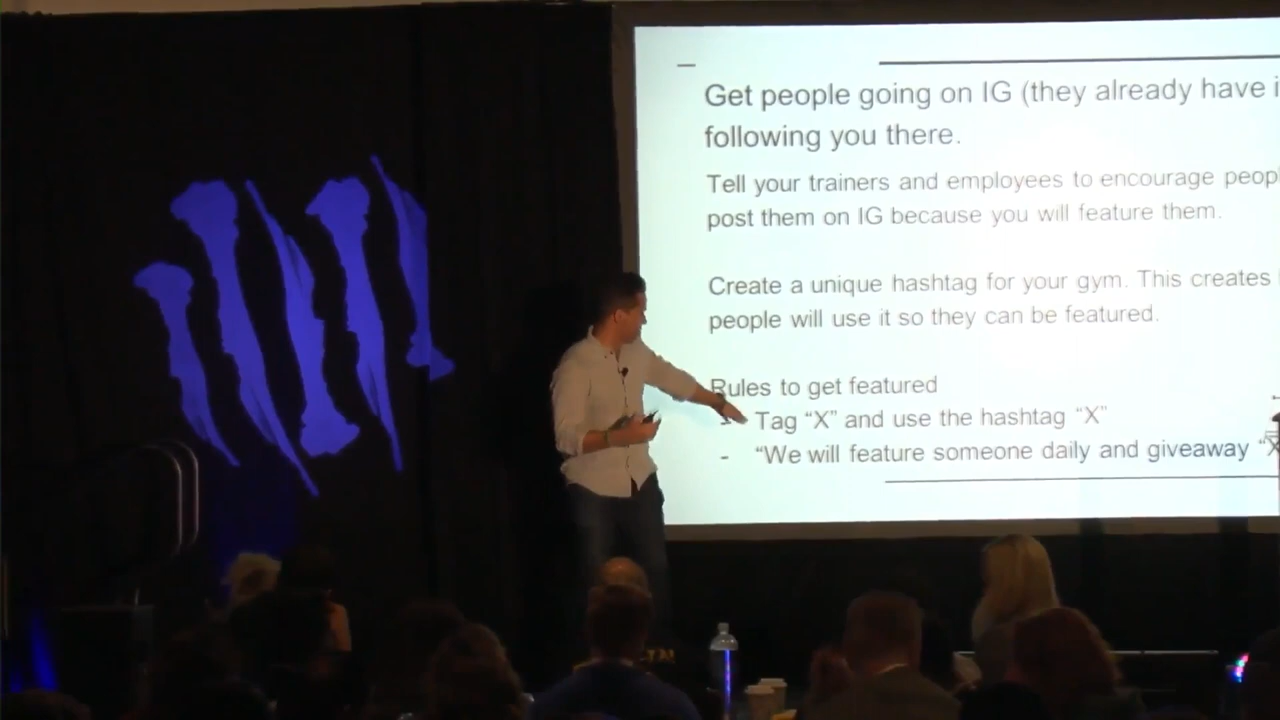 Get people going on IG (they already have i
following you there.
Tell your trainers and employees to encourage peopl
post them on IG because you will feature them.
Create a unique hashtag for your gym. This creates
people will use it so they can be featured.
Rules to get featured
- Tag “X” and use the hashtag “X”
- “We will feature someone daily and giveaway “X